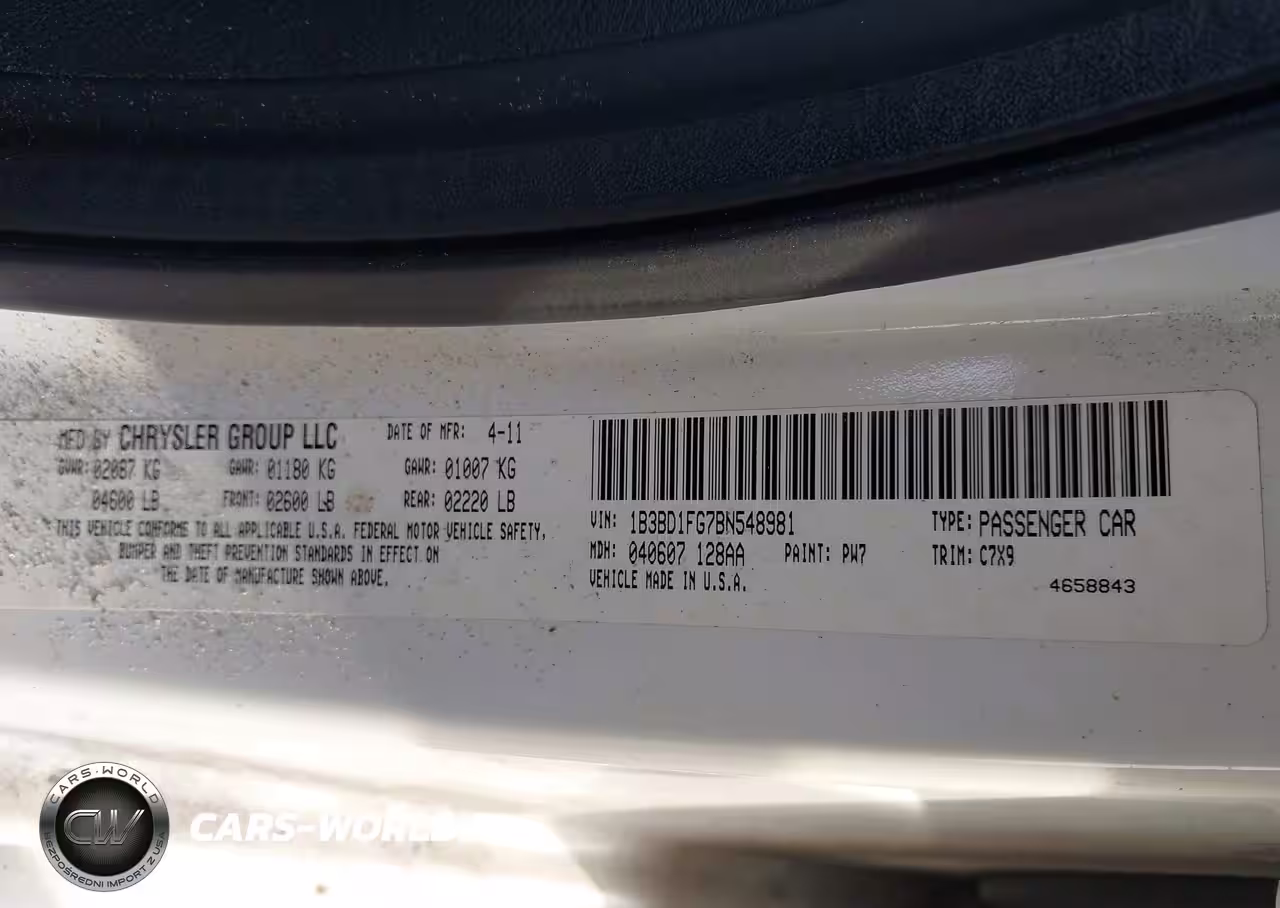 MFD BY CHRYSLER GROUP LLC DATE OF MFR: 4-11
GVWR: 02087 KG GAWR: 01180 KG GAWR: 01007 KG
04600 LB FRONT: 02600 LB REAR: 02220 LB
THIS VEHICLE CONFORMS TO ALL APPLICABLE U.S.A. FEDERAL MOTOR VEHICLE SAFETY,
BUMPER AND THEFT PREVENTION STANDARDS IN EFFECT ON
THE DATE OF MANUFACTURE SHOWN ABOVE.
VIN: 1B3BD1FG7BN548981 TYPE: PASSENGER CAR
MDH: 040607 128AA PAINT: PW7 TRIM: C7X9
VEHICLE MADE IN U.S.A.
4658843
CARS-WORLD
CW
BEZPOŚREDNI IMPORT Z USA
CARS-WORLD